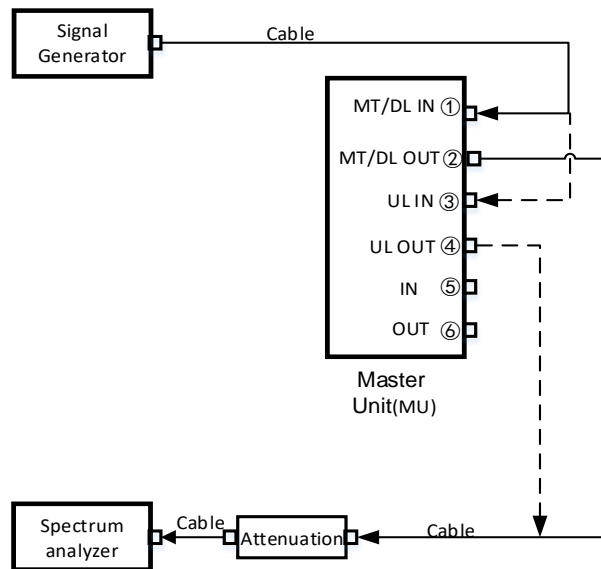 Signal
Generator
Cable
MT/DL IN ①
MT/DL OUT ②
UL IN ③
UL OUT ④
IN ⑤
OUT ⑥
Master
Unit(MU)
Spectrum
analyzer
Cable
Attenuation
Cable